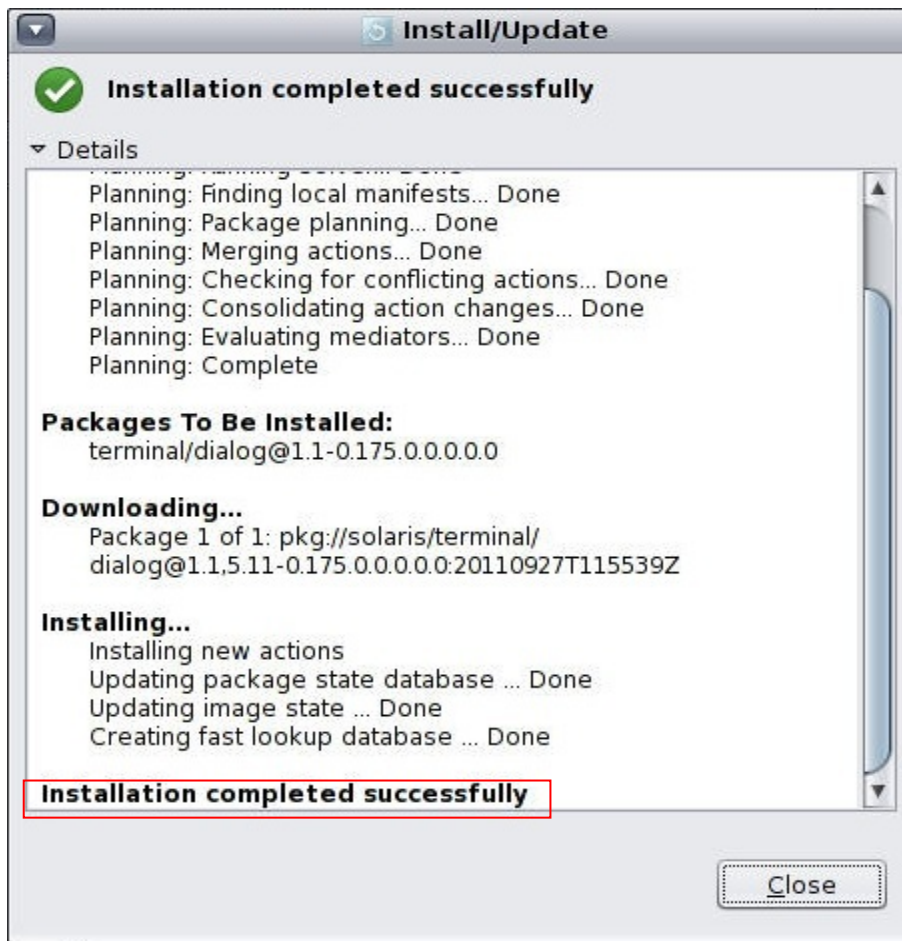 Install/Update
Installation completed successfully
Details
Planning: Running solver... Done
Planning: Finding local manifests... Done
Planning: Package planning... Done
Planning: Merging actions... Done
Planning: Checking for conflicting actions... Done
Planning: Consolidating action changes... Done
Planning: Evaluating mediators... Done
Planning: Complete
Packages To Be Installed:
terminal/dialog@1.1-0.175.0.0.0.0.0
Downloading...
Package 1 of 1: pkg://solaris/terminal/
dialog@1.1,5.11-0.175.0.0.0.0.0:20110927T115539Z
Installing...
Installing new actions
Updating package state database ... Done
Updating image state ... Done
Creating fast lookup database ... Done
Installation completed successfully
Close